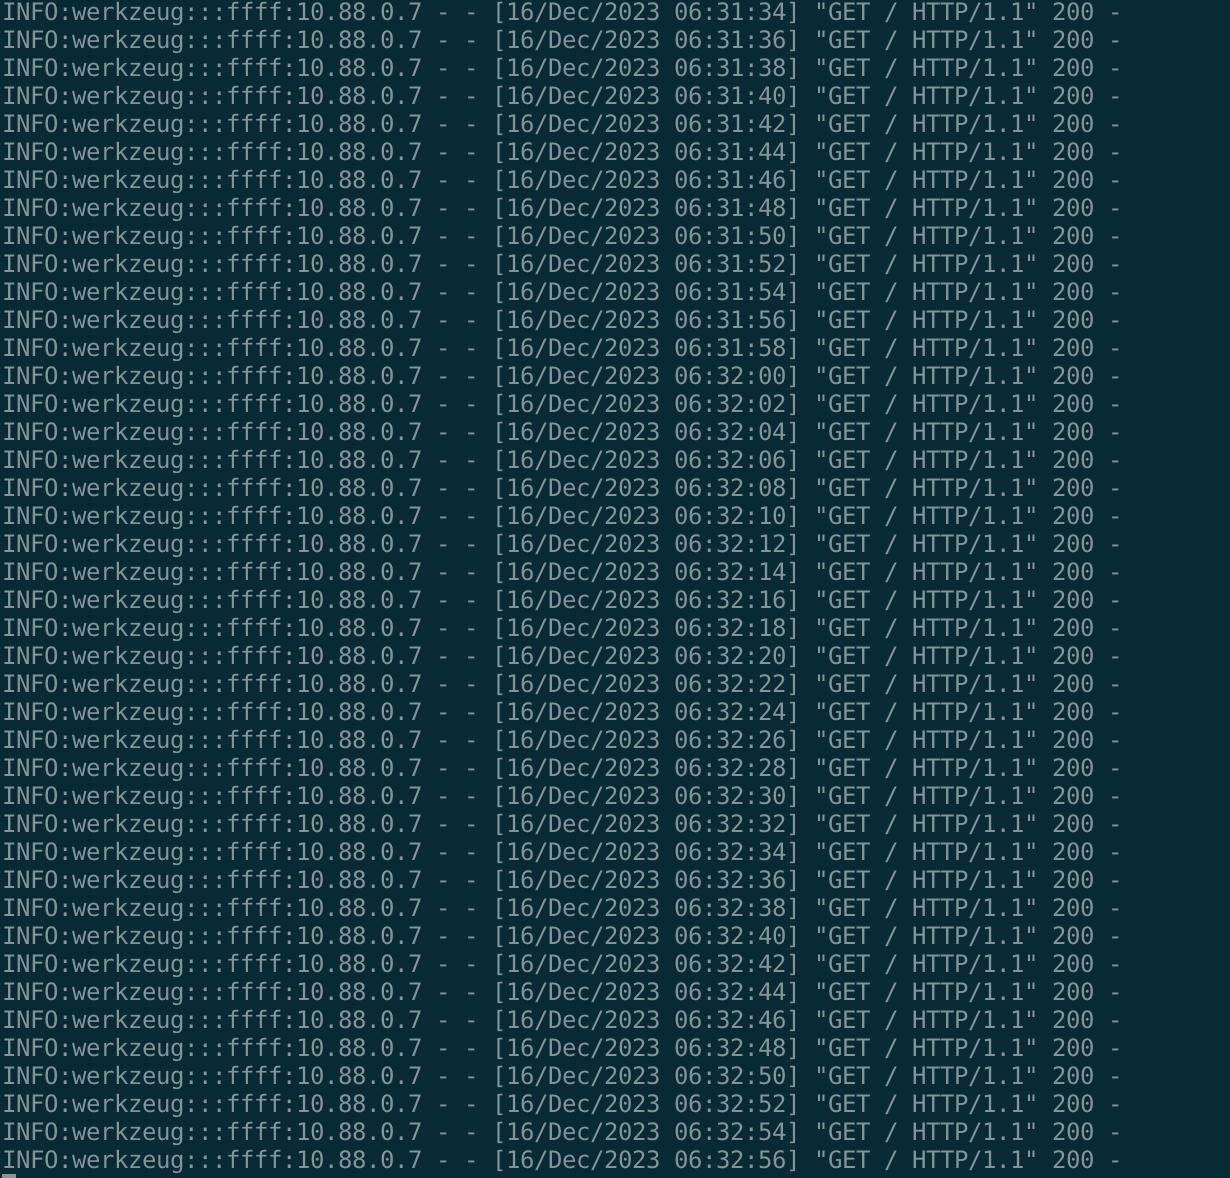 INFO:werkzeug:::ffff:10.88.0.7 - - [16/Dec/2023 06:31:34] "GET / HTTP/1.1" 200 -
INFO:werkzeug:::ffff:10.88.0.7 - - [16/Dec/2023 06:31:36] "GET / HTTP/1.1" 200 -
INFO:werkzeug:::ffff:10.88.0.7 - - [16/Dec/2023 06:31:38] "GET / HTTP/1.1" 200 -
INFO:werkzeug:::ffff:10.88.0.7 - - [16/Dec/2023 06:31:40] "GET / HTTP/1.1" 200 -
INFO:werkzeug:::ffff:10.88.0.7 - - [16/Dec/2023 06:31:42] "GET / HTTP/1.1" 200 -
INFO:werkzeug:::ffff:10.88.0.7 - - [16/Dec/2023 06:31:44] "GET / HTTP/1.1" 200 -
INFO:werkzeug:::ffff:10.88.0.7 - - [16/Dec/2023 06:31:46] "GET / HTTP/1.1" 200 -
INFO:werkzeug:::ffff:10.88.0.7 - - [16/Dec/2023 06:31:48] "GET / HTTP/1.1" 200 -
INFO:werkzeug:::ffff:10.88.0.7 - - [16/Dec/2023 06:31:50] "GET / HTTP/1.1" 200 -
INFO:werkzeug:::ffff:10.88.0.7 - - [16/Dec/2023 06:31:52] "GET / HTTP/1.1" 200 -
INFO:werkzeug:::ffff:10.88.0.7 - - [16/Dec/2023 06:31:54] "GET / HTTP/1.1" 200 -
INFO:werkzeug:::ffff:10.88.0.7 - - [16/Dec/2023 06:31:56] "GET / HTTP/1.1" 200 -
INFO:werkzeug:::ffff:10.88.0.7 - - [16/Dec/2023 06:31:58] "GET / HTTP/1.1" 200 -
INFO:werkzeug:::ffff:10.88.0.7 - - [16/Dec/2023 06:32:00] "GET / HTTP/1.1" 200 -
INFO:werkzeug:::ffff:10.88.0.7 - - [16/Dec/2023 06:32:02] "GET / HTTP/1.1" 200 -
INFO:werkzeug:::ffff:10.88.0.7 - - [16/Dec/2023 06:32:04] "GET / HTTP/1.1" 200 -
INFO:werkzeug:::ffff:10.88.0.7 - - [16/Dec/2023 06:32:06] "GET / HTTP/1.1" 200 -
INFO:werkzeug:::ffff:10.88.0.7 - - [16/Dec/2023 06:32:08] "GET / HTTP/1.1" 200 -
INFO:werkzeug:::ffff:10.88.0.7 - - [16/Dec/2023 06:32:10] "GET / HTTP/1.1" 200 -
INFO:werkzeug:::ffff:10.88.0.7 - - [16/Dec/2023 06:32:12] "GET / HTTP/1.1" 200 -
INFO:werkzeug:::ffff:10.88.0.7 - - [16/Dec/2023 06:32:14] "GET / HTTP/1.1" 200 -
INFO:werkzeug:::ffff:10.88.0.7 - - [16/Dec/2023 06:32:16] "GET / HTTP/1.1" 200 -
INFO:werkzeug:::ffff:10.88.0.7 - - [16/Dec/2023 06:32:18] "GET / HTTP/1.1" 200 -
INFO:werkzeug:::ffff:10.88.0.7 - - [16/Dec/2023 06:32:20] "GET / HTTP/1.1" 200 -
INFO:werkzeug:::ffff:10.88.0.7 - - [16/Dec/2023 06:32:22] "GET / HTTP/1.1" 200 -
INFO:werkzeug:::ffff:10.88.0.7 - - [16/Dec/2023 06:32:24] "GET / HTTP/1.1" 200 -
INFO:werkzeug:::ffff:10.88.0.7 - - [16/Dec/2023 06:32:26] "GET / HTTP/1.1" 200 -
INFO:werkzeug:::ffff:10.88.0.7 - - [16/Dec/2023 06:32:28] "GET / HTTP/1.1" 200 -
INFO:werkzeug:::ffff:10.88.0.7 - - [16/Dec/2023 06:32:30] "GET / HTTP/1.1" 200 -
INFO:werkzeug:::ffff:10.88.0.7 - - [16/Dec/2023 06:32:32] "GET / HTTP/1.1" 200 -
INFO:werkzeug:::ffff:10.88.0.7 - - [16/Dec/2023 06:32:34] "GET / HTTP/1.1" 200 -
INFO:werkzeug:::ffff:10.88.0.7 - - [16/Dec/2023 06:32:36] "GET / HTTP/1.1" 200 -
INFO:werkzeug:::ffff:10.88.0.7 - - [16/Dec/2023 06:32:38] "GET / HTTP/1.1" 200 -
INFO:werkzeug:::ffff:10.88.0.7 - - [16/Dec/2023 06:32:40] "GET / HTTP/1.1" 200 -
INFO:werkzeug:::ffff:10.88.0.7 - - [16/Dec/2023 06:32:42] "GET / HTTP/1.1" 200 -
INFO:werkzeug:::ffff:10.88.0.7 - - [16/Dec/2023 06:32:44] "GET / HTTP/1.1" 200 -
INFO:werkzeug:::ffff:10.88.0.7 - - [16/Dec/2023 06:32:46] "GET / HTTP/1.1" 200 -
INFO:werkzeug:::ffff:10.88.0.7 - - [16/Dec/2023 06:32:48] "GET / HTTP/1.1" 200 -
INFO:werkzeug:::ffff:10.88.0.7 - - [16/Dec/2023 06:32:50] "GET / HTTP/1.1" 200 -
INFO:werkzeug:::ffff:10.88.0.7 - - [16/Dec/2023 06:32:52] "GET / HTTP/1.1" 200 -
INFO:werkzeug:::ffff:10.88.0.7 - - [16/Dec/2023 06:32:54] "GET / HTTP/1.1" 200 -
INFO:werkzeug:::ffff:10.88.0.7 - - [16/Dec/2023 06:32:56] "GET / HTTP/1.1" 200 -